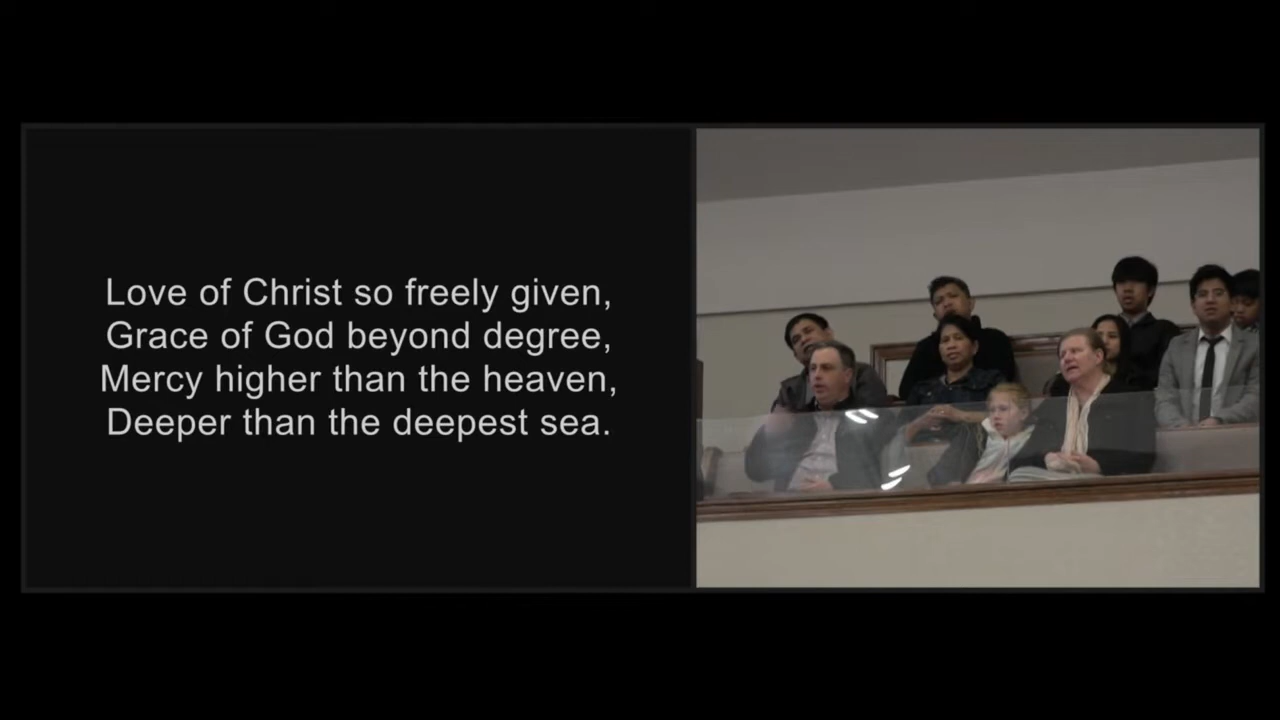 Love of Christ so freely given,
Grace of God beyond degree,
Mercy higher than the heaven,
Deeper than the deepest sea.